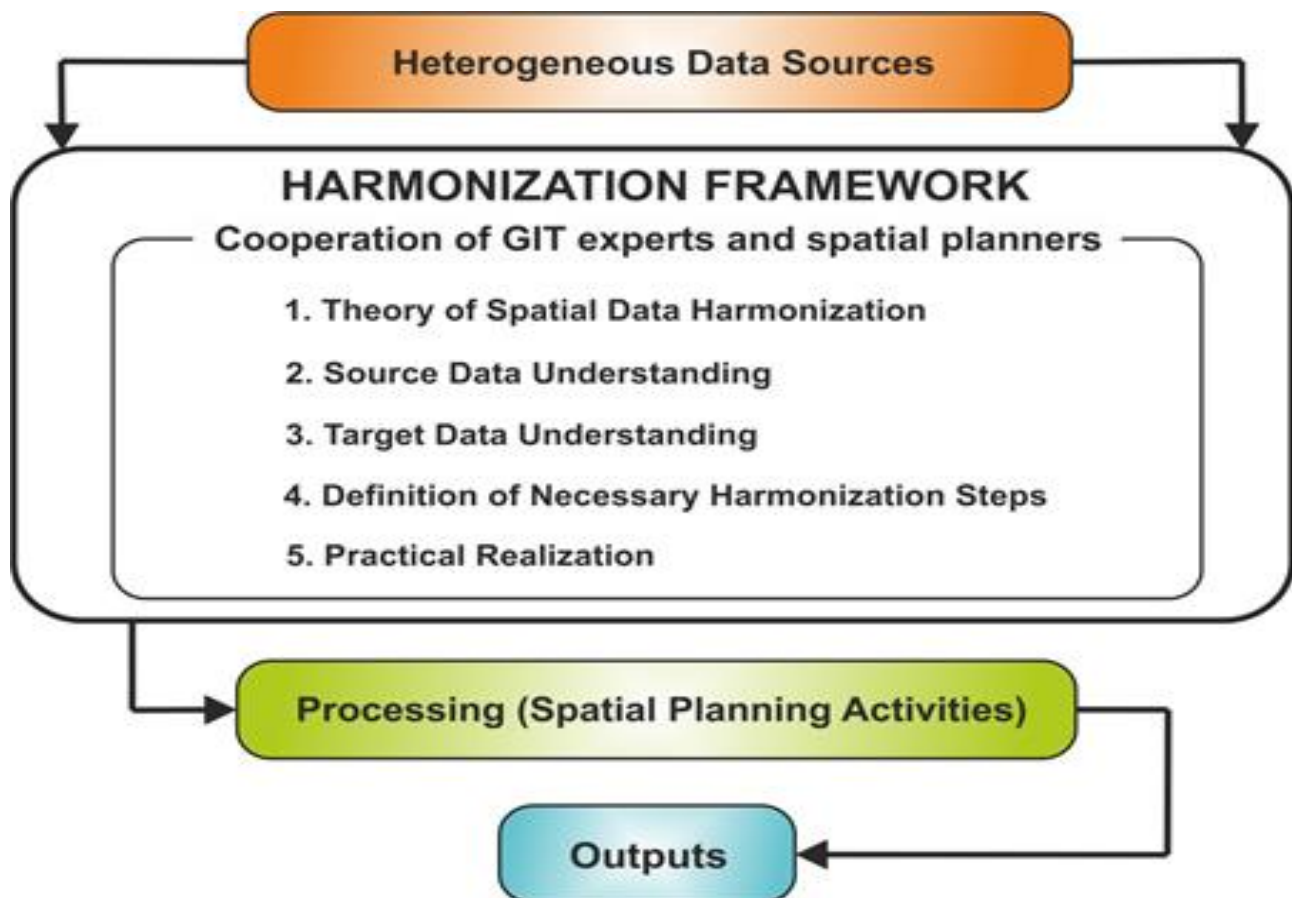 Heterogeneous Data Sources
HARMONIZATION FRAMEWORK
Cooperation of GIT experts and spatial planners
1. Theory of Spatial Data Harmonization
2. Source Data Understanding
3. Target Data Understanding
4. Definition of Necessary Harmonization Steps
5. Practical Realization
Processing (Spatial Planning Activities)
Outputs